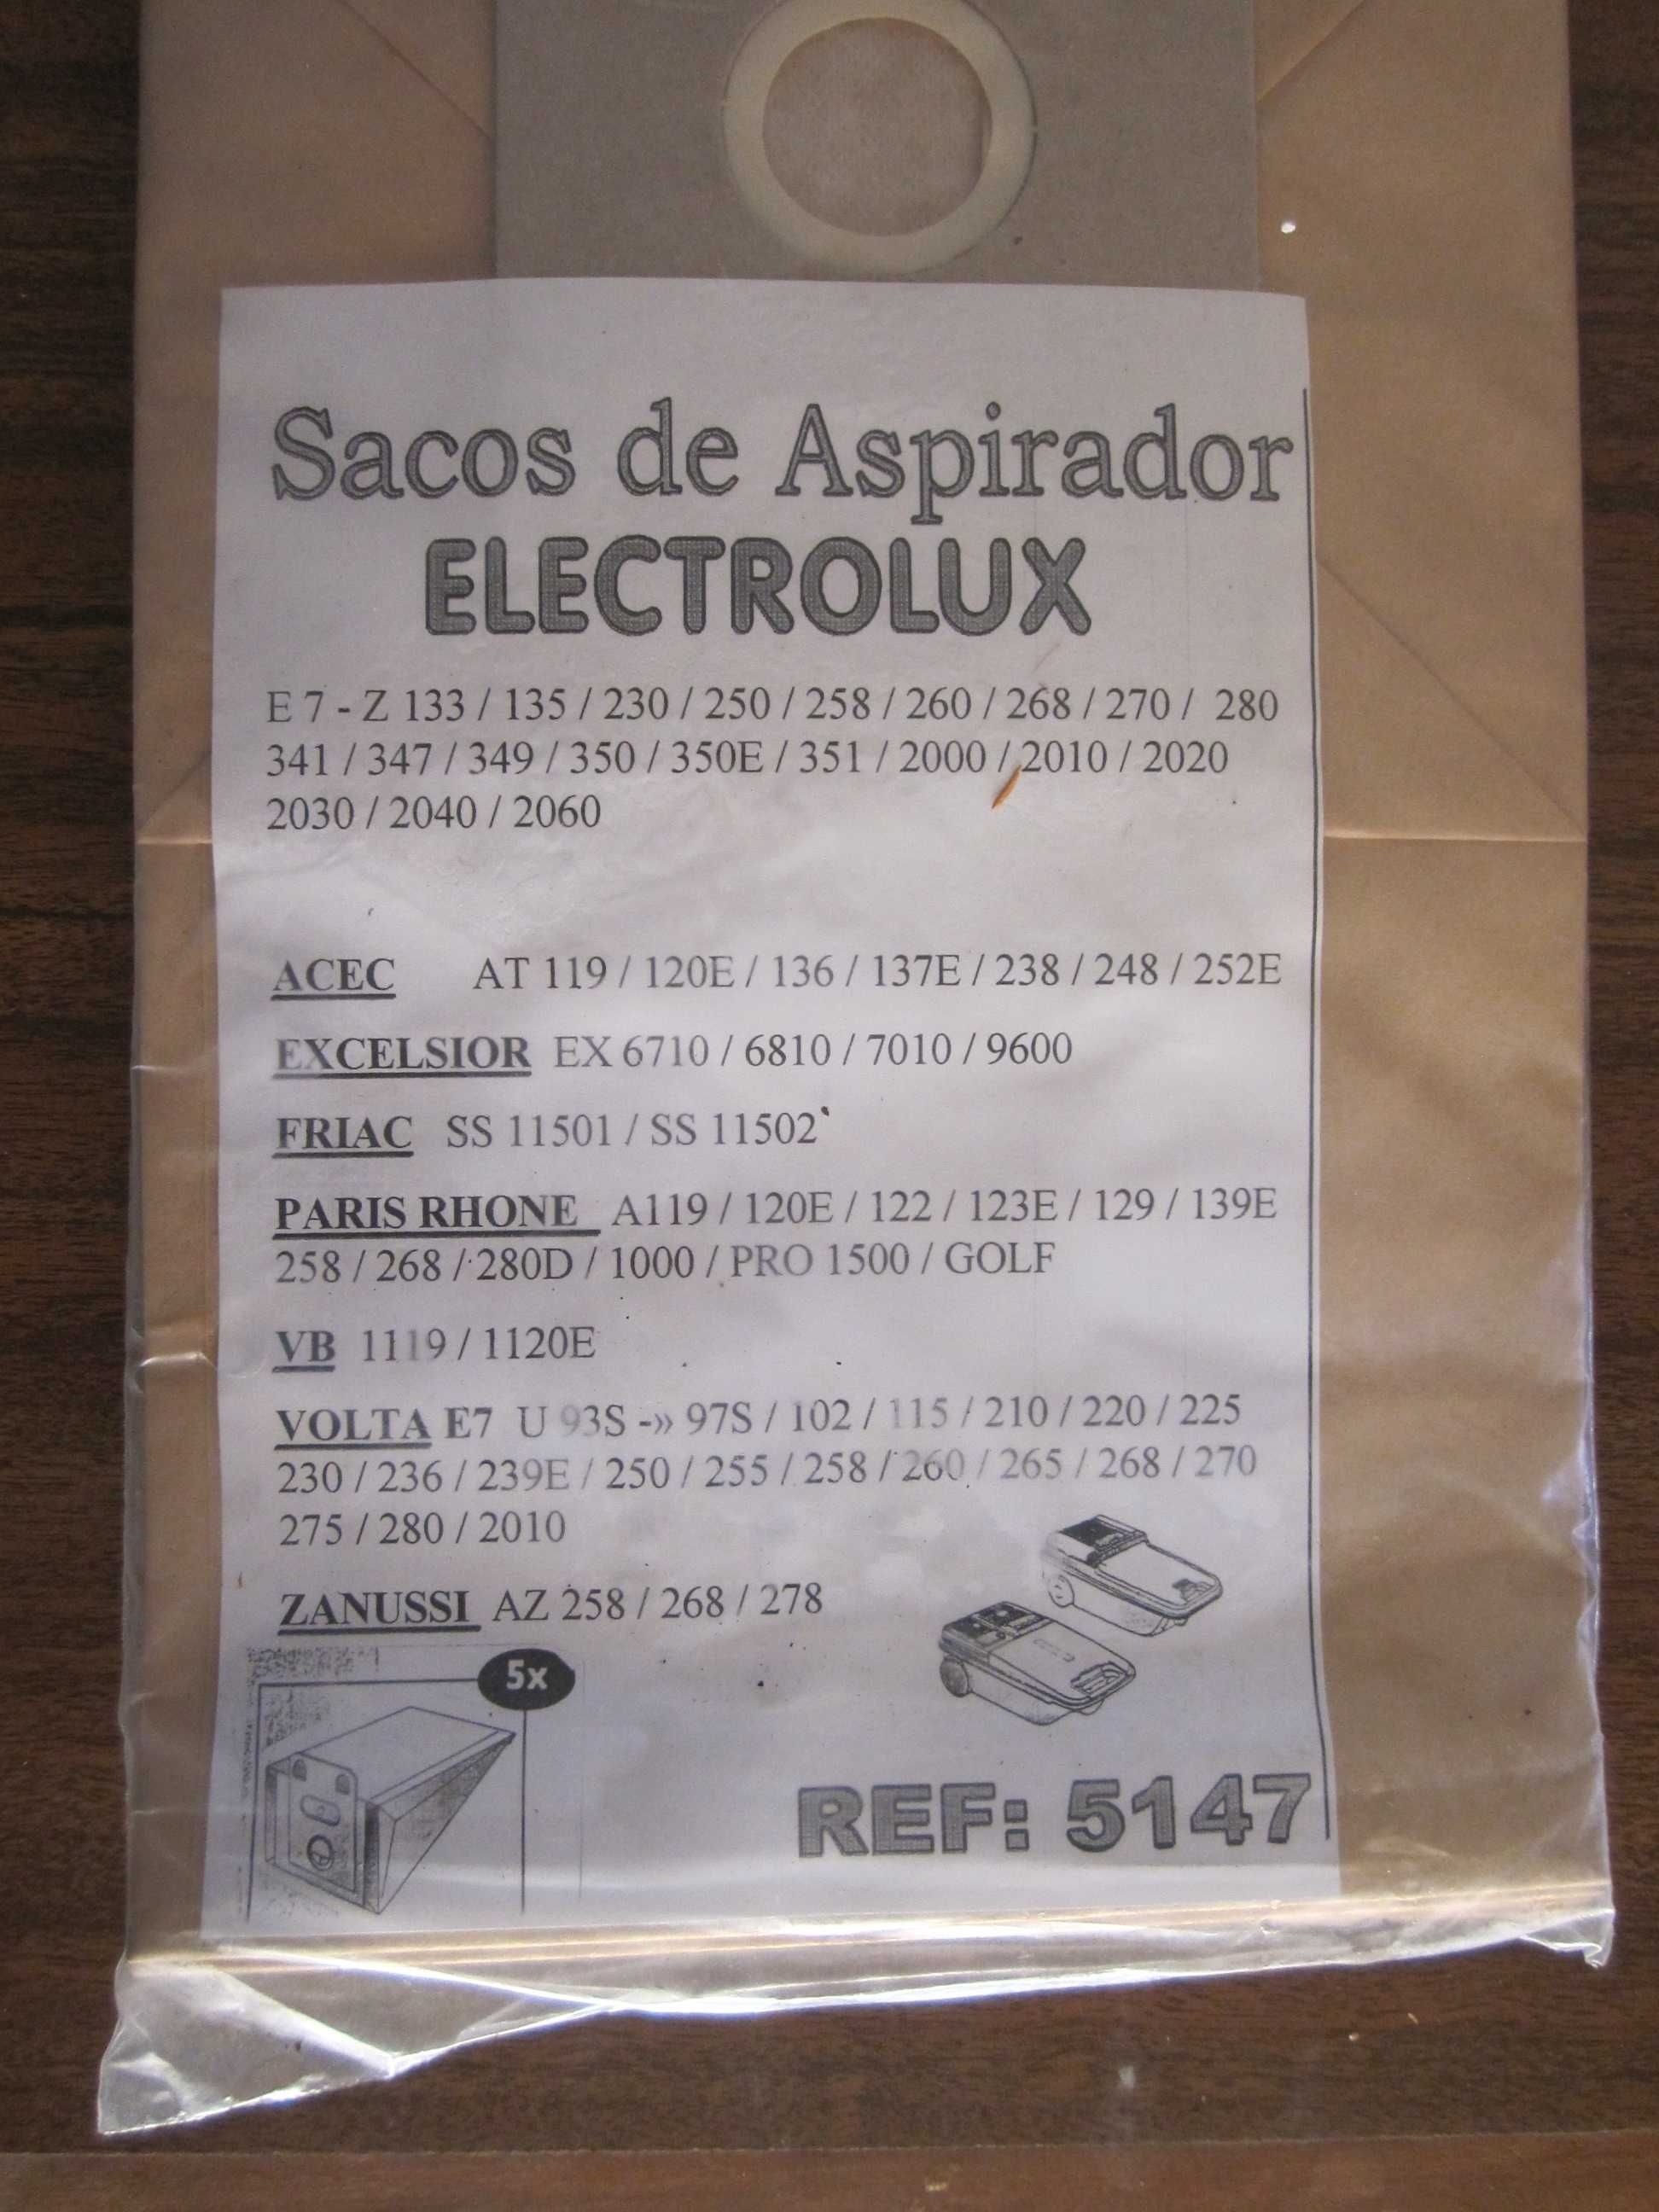 Sacos de Aspirador
ELECTROLUX
E 7 - Z 133 / 135 / 230 / 250 / 258 / 260 / 268 / 270 / 280
341 / 347 / 349 / 350 / 350E / 351 / 2000 / 2010 / 2020
2030 / 2040 / 2060
ACEC AT 119 / 120E / 136 / 137E / 238 / 248 / 252E
EXCELSIOR EX 6710 / 6810 / 7010 / 9600
FRIAC SS 11501 / SS 11502
PARIS RHONE A119 / 120E / 122 / 123E / 129 / 139E
258 / 268 / 280D / 1000 / PRO 1500 / GOLF
VB 1119 / 1120E
VOLTA E7 U 93S -» 97S / 102 / 115 / 210 / 220 / 225
230 / 236 / 239E / 250 / 255 / 258 / 260 / 265 / 268 / 270
275 / 280 / 2010
ZANUSSI AZ 258 / 268 / 278
5x
REF: 5147